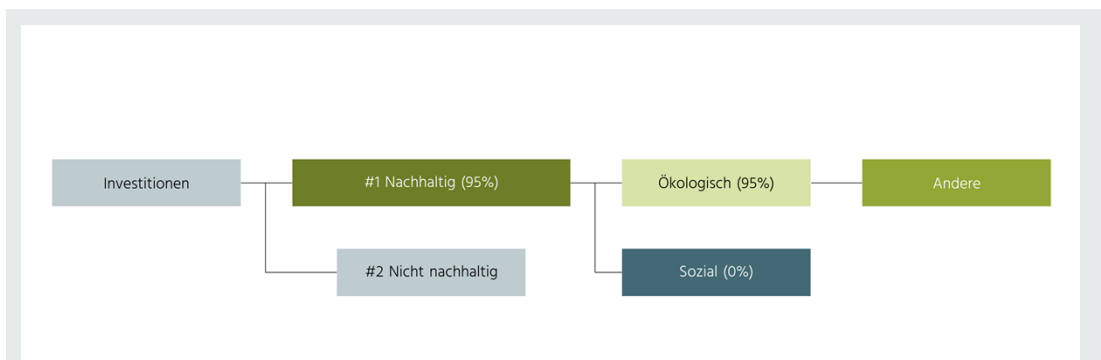 Investitionen
#1 Nachhaltig (95%)
Ökologisch (95%)
Andere
#2 Nicht nachhaltig
Sozial (0%)